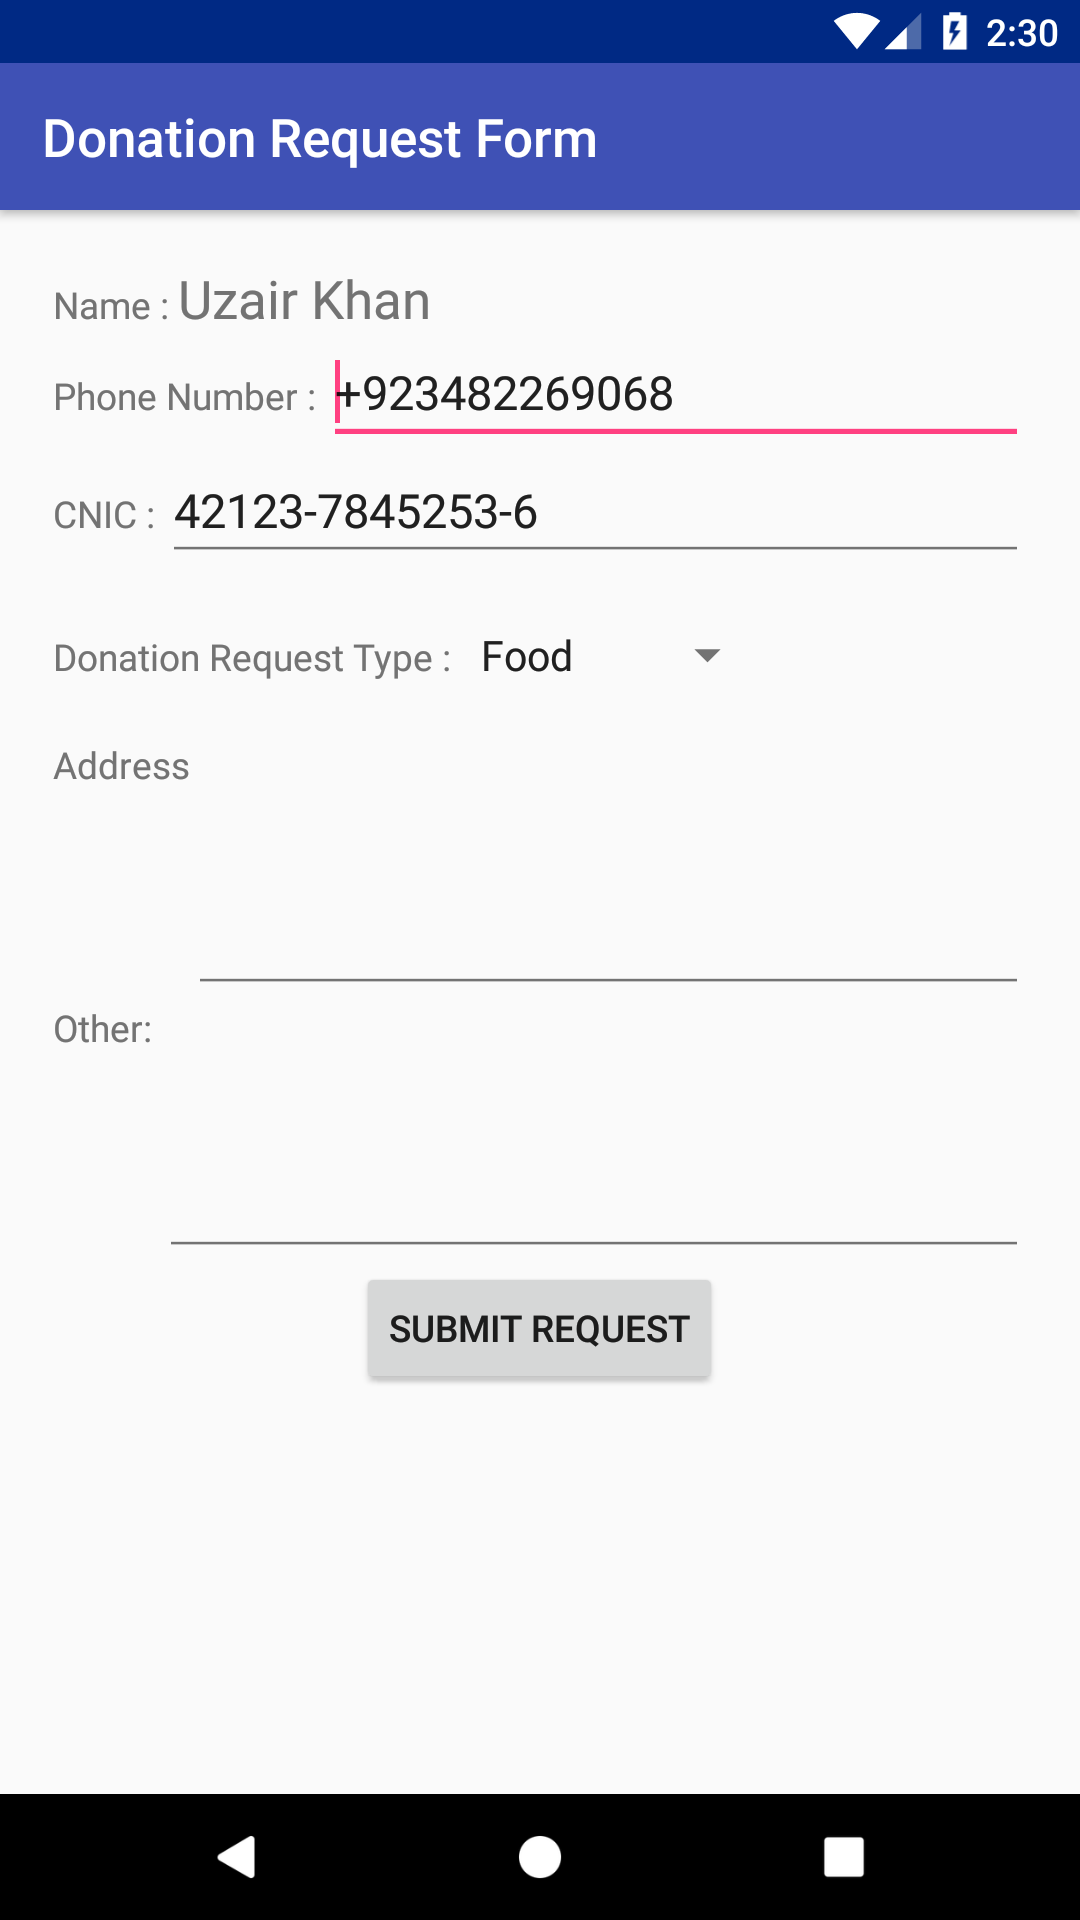 2:30
Donation Request Form
Name : Uzair Khan
Phone Number : +923482269068
CNIC : 42123-7845253-6
Donation Request Type : Food
Address
Other:
SUBMIT REQUEST